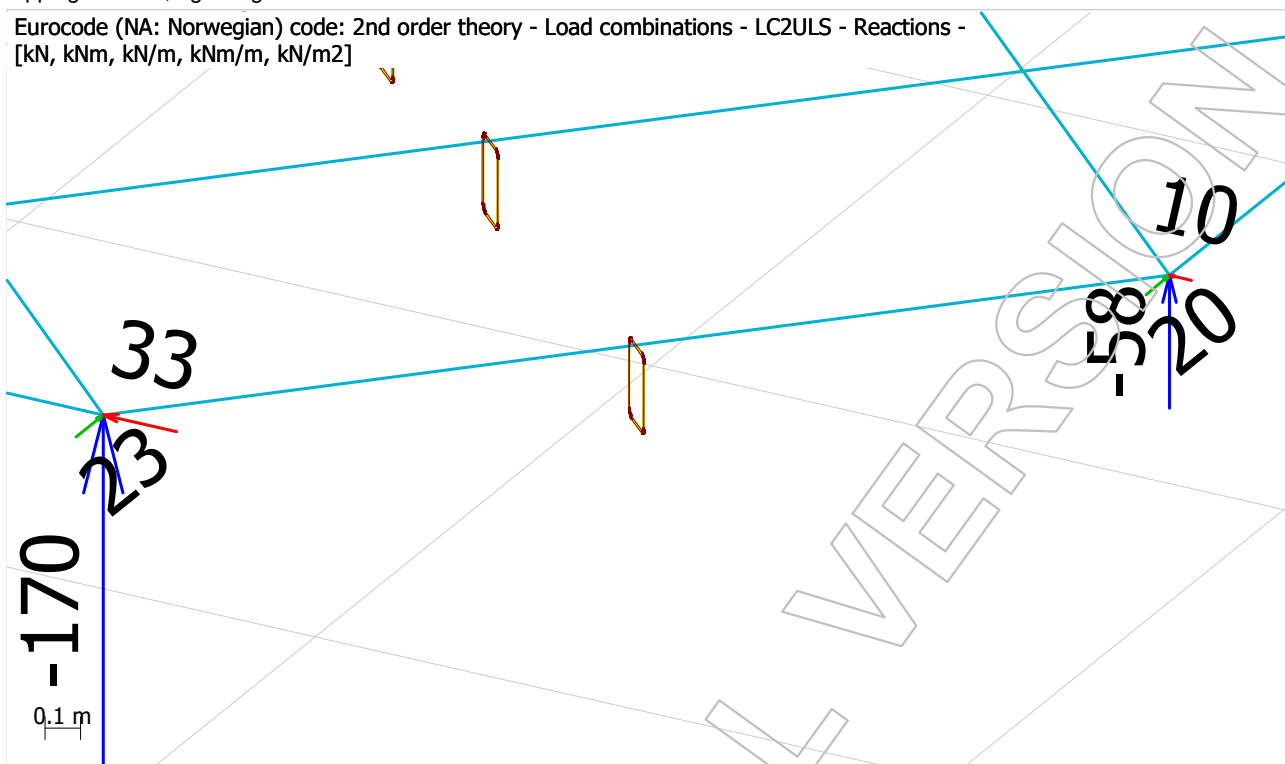 Eurocode (NA: Norwegian) code: 2nd order theory - Load combinations - LC2ULS - Reactions -
[kN, kNm, kN/m, kNm/m, kN/m2]
10
-58
20
33
23
-170
0.1 m
L VERSION